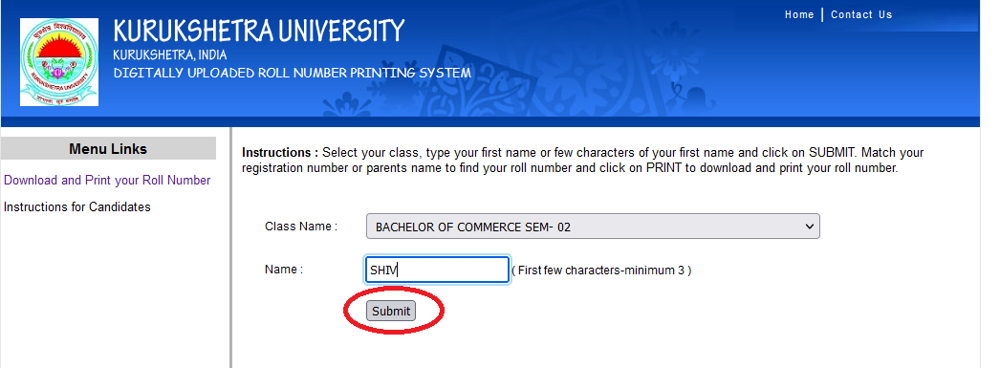 Home | Contact Us
KURUKSHETRA UNIVERSITY
KURUKSHETRA, INDIA
DIGITALLY UPLOADED ROLL NUMBER PRINTING SYSTEM
KURUKSHETRA UNIVERSITY
Menu Links
Download and Print your Roll Number
Instructions for Candidates
Instructions : Select your class, type your first name or few characters of your first name and click on SUBMIT. Match your
registration number or parents name to find your roll number and click on PRINT to download and print your roll number.
Class Name : BACHELOR OF COMMERCE SEM- 02
Name : SHIV ( First few characters-minimum 3 )
Submit